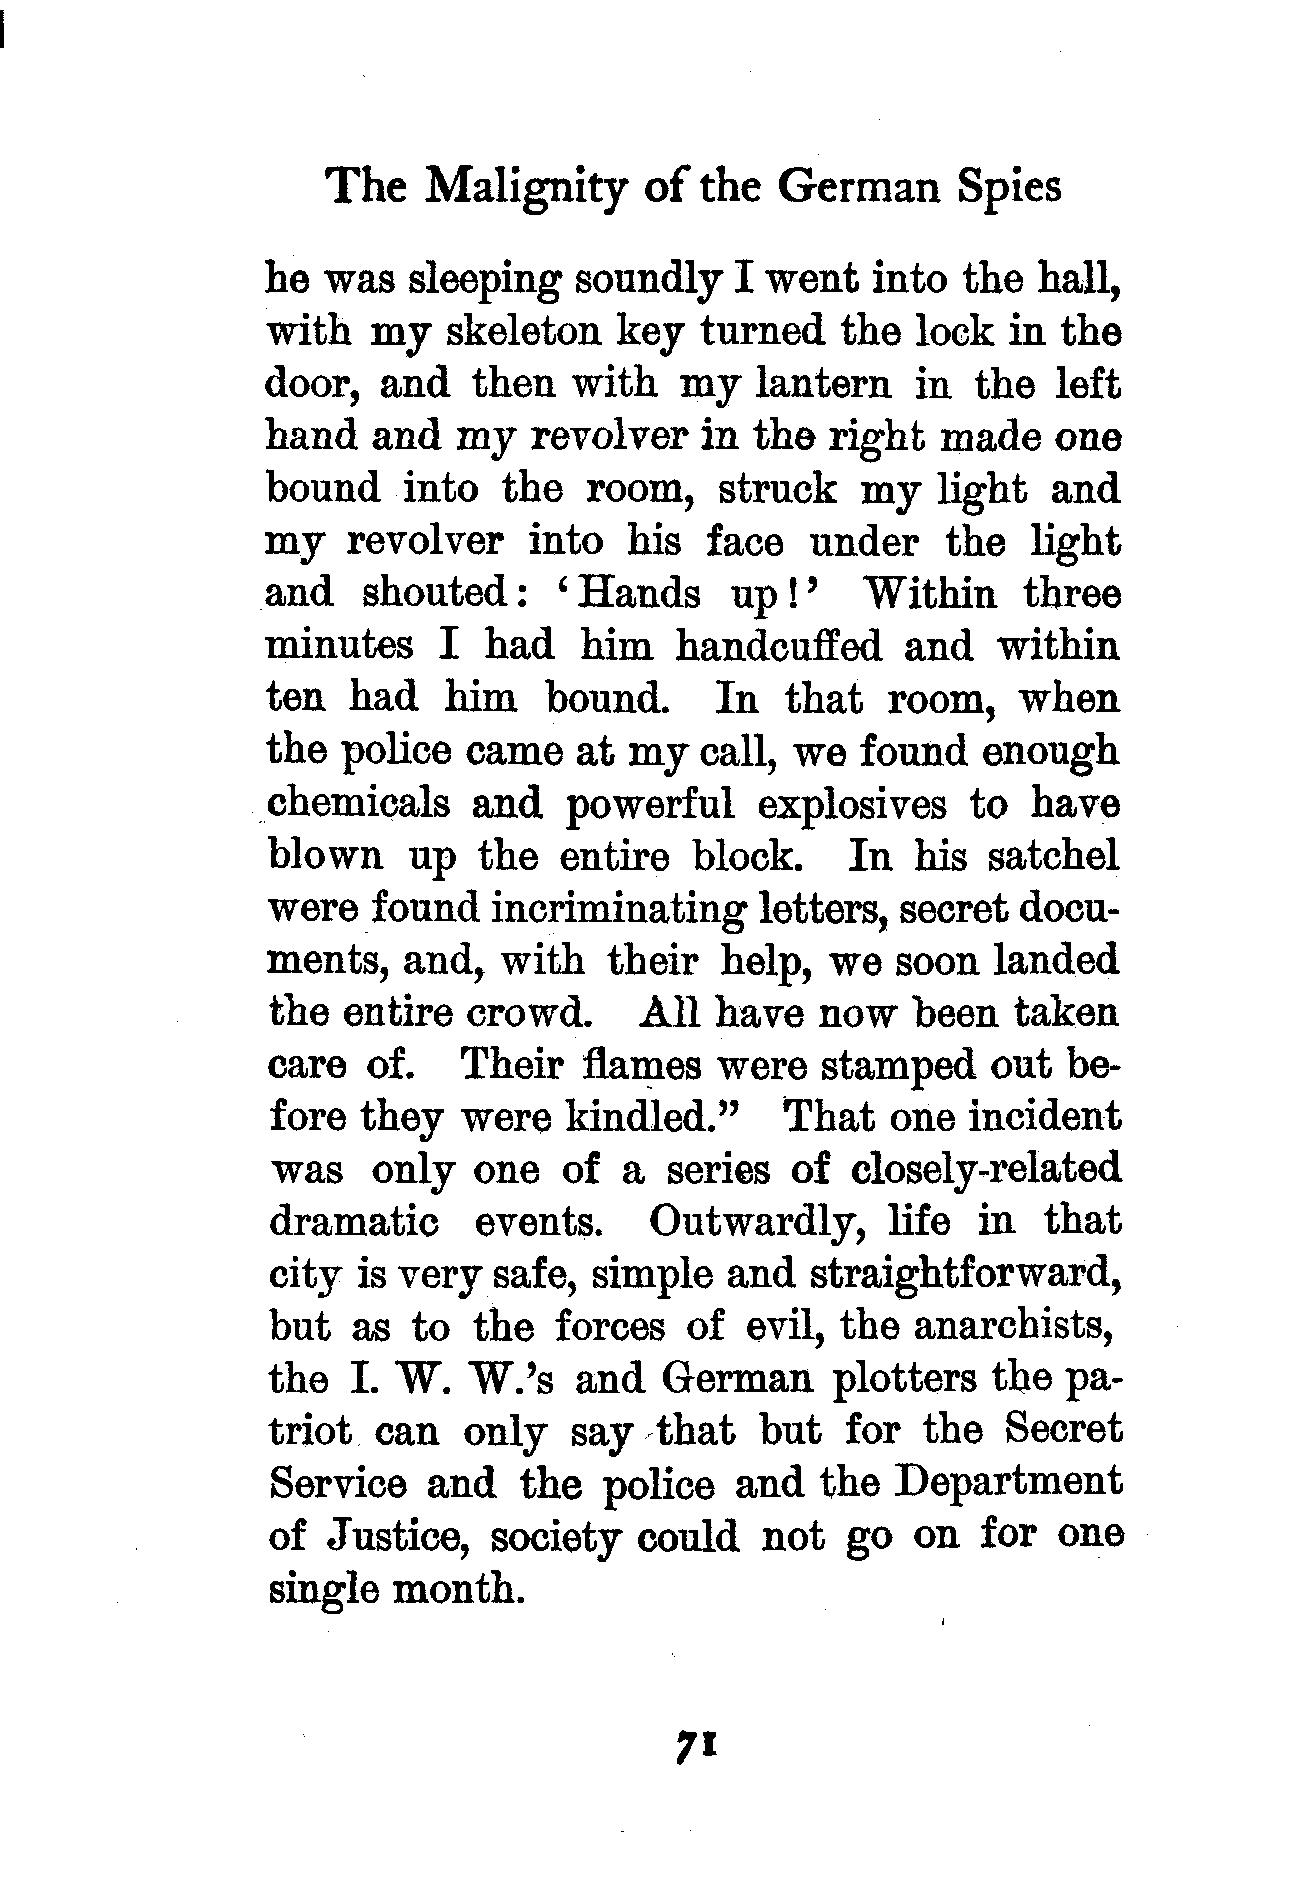 The Malignity of the German Spies
he was sleeping soundly I went into the hall,
with my skeleton key turned the lock in the
door, and then with my lantern in the left
hand and my revolver in the right made one
bound into the room, struck my light and
my revolver into his face under the light
and shouted: ‘Hands up!’ Within three
minutes I had him handcuffed and within
ten had him bound. In that room, when
the police came at my call, we found enough
chemicals and powerful explosives to have
blown up the entire block. In his satchel
were found incriminating letters, secret docu-
ments, and, with their help, we soon landed
the entire crowd. All have now been taken
care of. Their flames were stamped out be-
fore they were kindled.” That one incident
was only one of a series of closely-related
dramatic events. Outwardly, life in that
city is very safe, simple and straightforward,
but as to the forces of evil, the anarchists,
the I. W. W.’s and German plotters the pa-
triot can only say that but for the Secret
Service and the police and the Department
of Justice, society could not go on for one
single month.
71